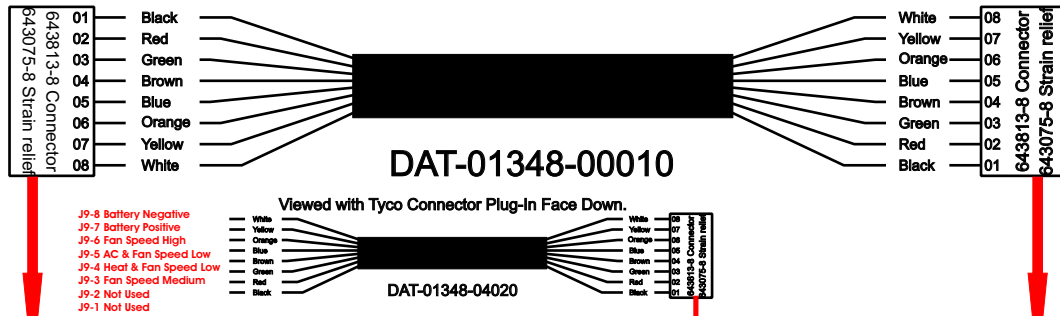 643813-8 Connector
643075-8 Strain relief
01 Black
02 Red
03 Green
04 Brown
05 Blue
06 Orange
07 Yellow
08 White
White 08
Yellow 07
Orange 06
Blue 05
Brown 04
Green 03
Red 02
Black 01
643813-8 Connector
643075-8 Strain relief
DAT-01348-00010
Viewed with Tyco Connector Plug-In Face Down.
J9-8 Battery Negative
J9-7 Battery Positive
J9-6 Fan Speed High
J9-5 AC & Fan Speed Low
J9-4 Heat & Fan Speed Low
J9-3 Fan Speed Medium
J9-2 Not Used
J9-1 Not Used
White
Yellow
Orange
Blue
Brown
Green
Red
Black
White 08
Yellow 07
Orange 06
Blue 05
Brown 04
Green 03
Red 02
Black 01
643813-8 Connector
643075-8 Strain relief
DAT-01348-04020